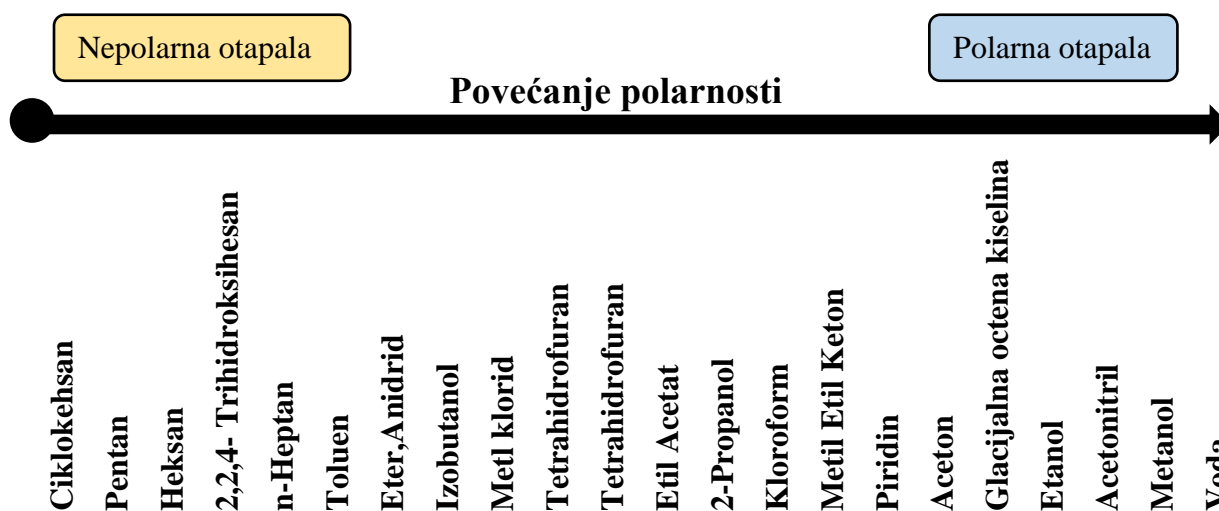 Nepolarna otapala
Polarna otapala
Povećanje polarnosti
Ciklokehsan
Pentan
Heksan
2,2,4- Trihidroksihesan
n-Heptan
Toluen
Eter,Anidrid
Izobutanol
Metl klorid
Tetrahidrofuran
Tetrahidrofuran
Etil Acetat
2-Propanol
Kloroform
Metil Etil Keton
Piridin
Aceton
Glacijalna octena kiselina
Etanol
Acetonitril
Metanol
Voda